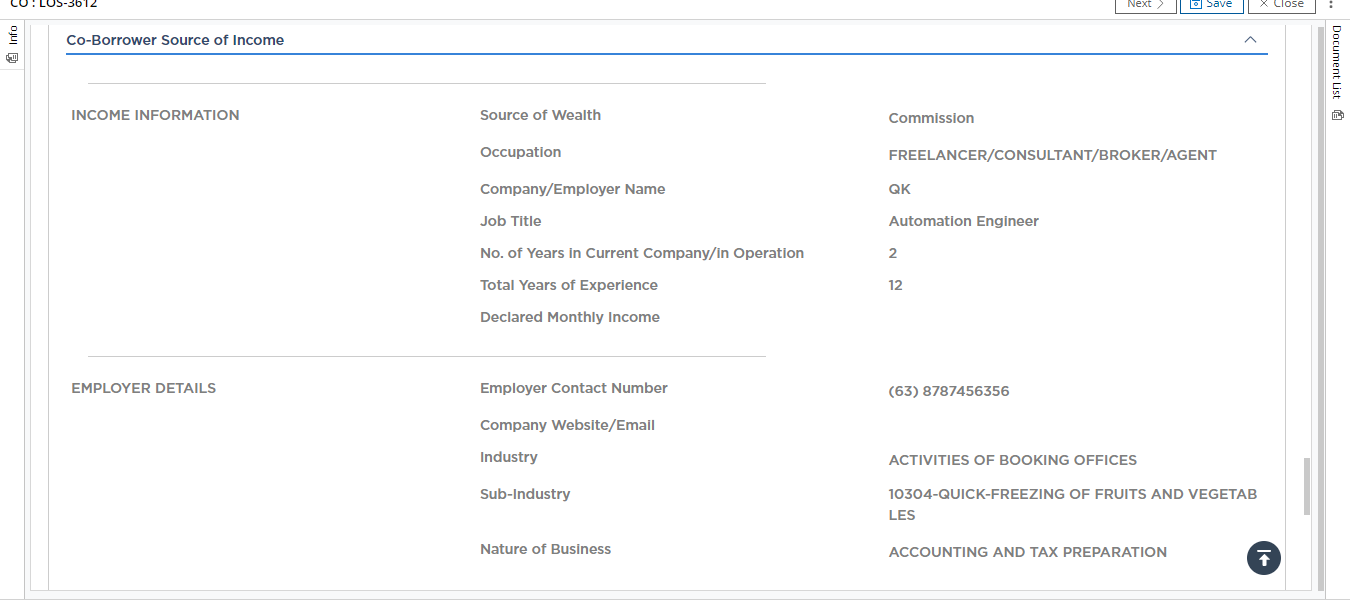 CO : LOS-3612
Next
Save
Close
Info
Document List
Co-Borrower Source of Income
INCOME INFORMATION
Source of Wealth
Commission
Occupation
FREELANCER/CONSULTANT/BROKER/AGENT
Company/Employer Name
QK
Job Title
Automation Engineer
No. of Years in Current Company/in Operation
2
Total Years of Experience
12
Declared Monthly Income
EMPLOYER DETAILS
Employer Contact Number
(63) 8787456356
Company Website/Email
Industry
ACTIVITIES OF BOOKING OFFICES
Sub-Industry
10304-QUICK-FREEZING OF FRUITS AND VEGETAB
LES
Nature of Business
ACCOUNTING AND TAX PREPARATION